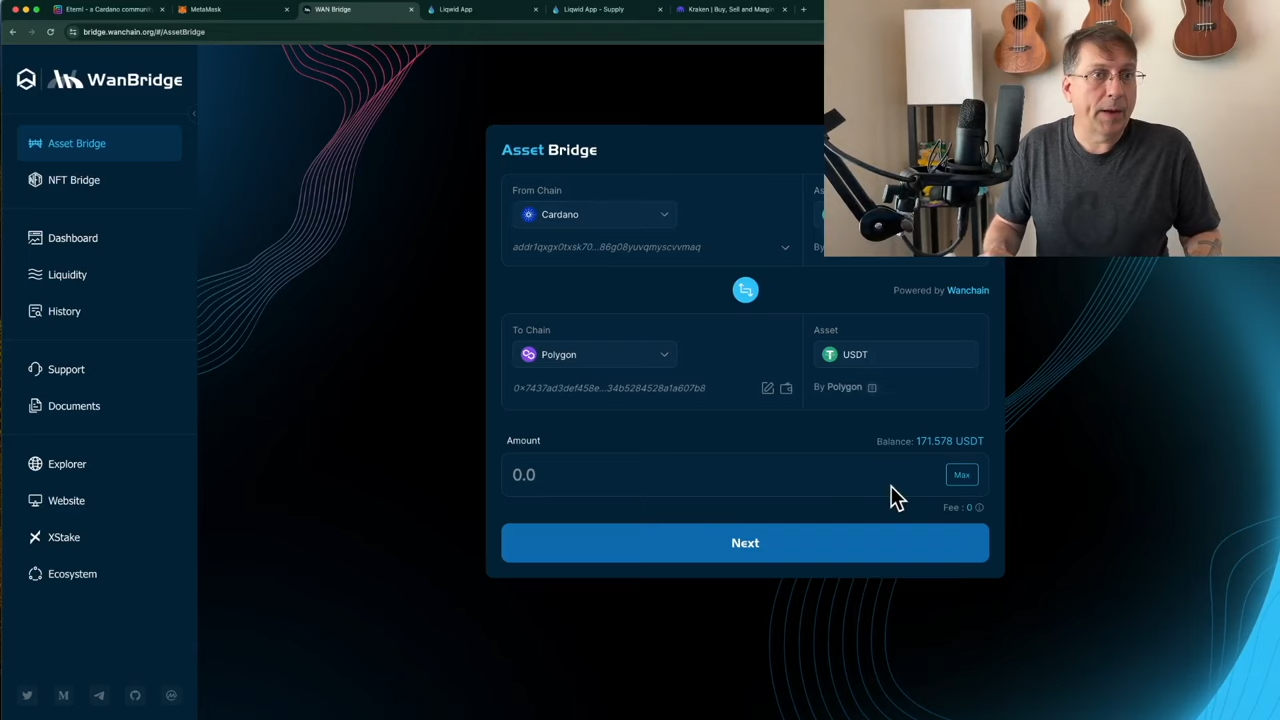 Eternl - a Cardano communit
MetaMask
WAN Bridge
Liqwid App
Liqwid App - Supply
Kraken | Buy, Sell and Margin
bridge.wanchain.org/#/AssetBridge
WanBridge
Asset Bridge
NFT Bridge
Dashboard
Liquidity
History
Support
Documents
Explorer
Website
XStake
Ecosystem
Asset Bridge
From Chain
As
Cardano
addr1qxgx0txsk70...86g08yuvqmyscvvmaq
By
Powered by Wanchain
To Chain
Asset
Polygon
USDT
0x7437ad3def458e...34b5284528a1a607b8
By Polygon
Amount
Balance: 171.578 USDT
0.0
Max
Fee : 0
Next